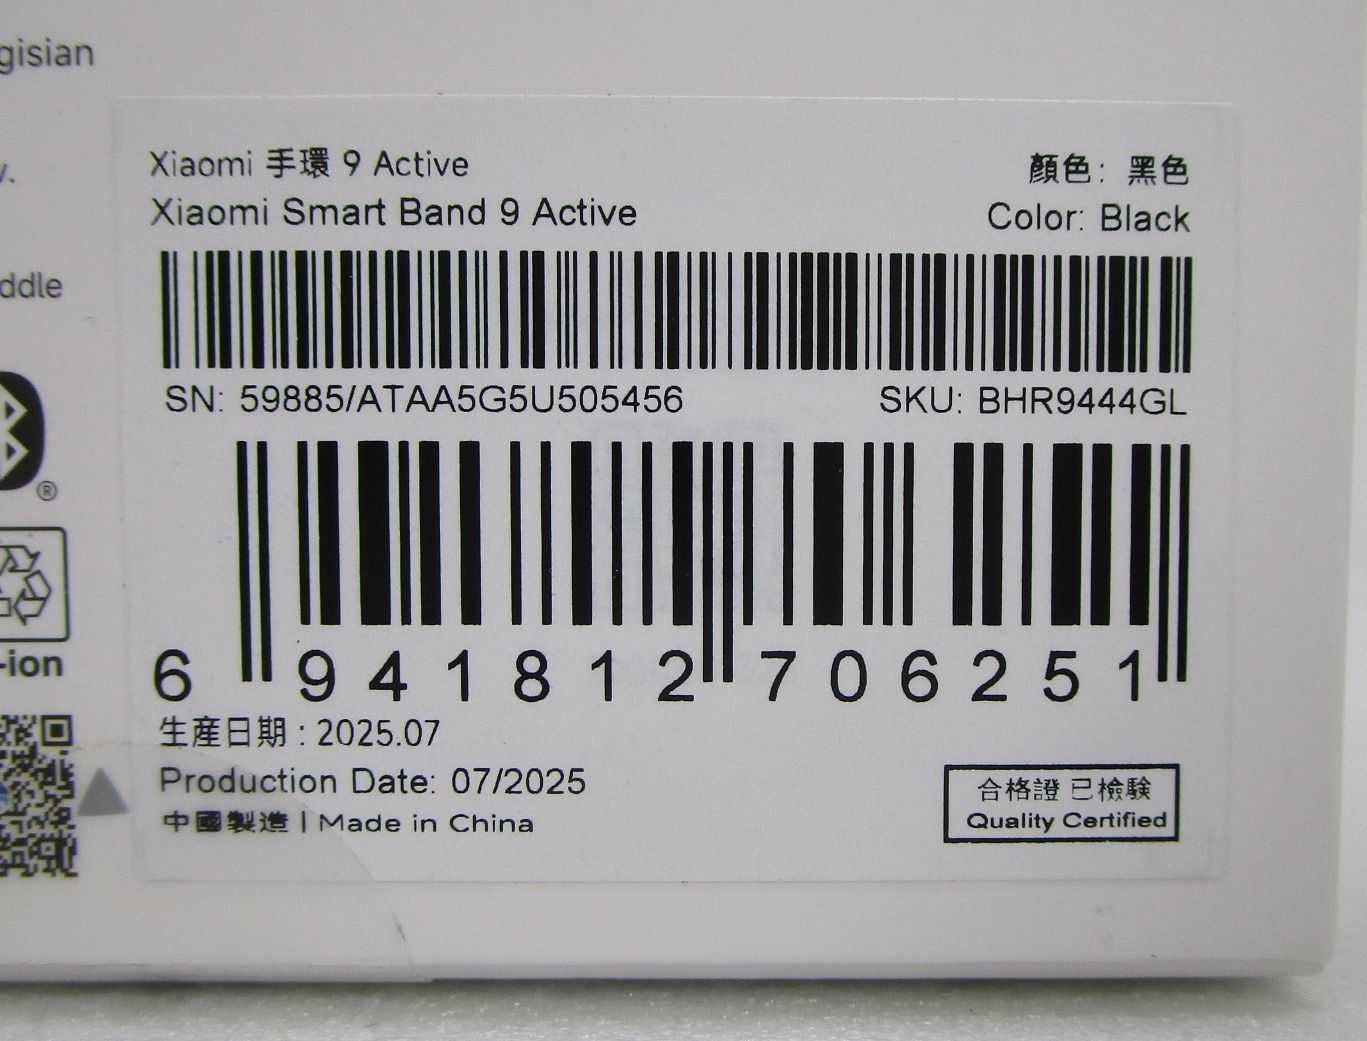 gisian
y.
ddle
®
-ion
Xiaomi 手環 9 Active
顏色: 黑色
Xiaomi Smart Band 9 Active
Color: Black
SN: 59885/ATAA5G5U505456
SKU: BHR9444GL
6 941812 706251
生產日期 : 2025.07
Production Date: 07/2025
中國製造 | Made in China
合格證 已檢驗
Quality Certified